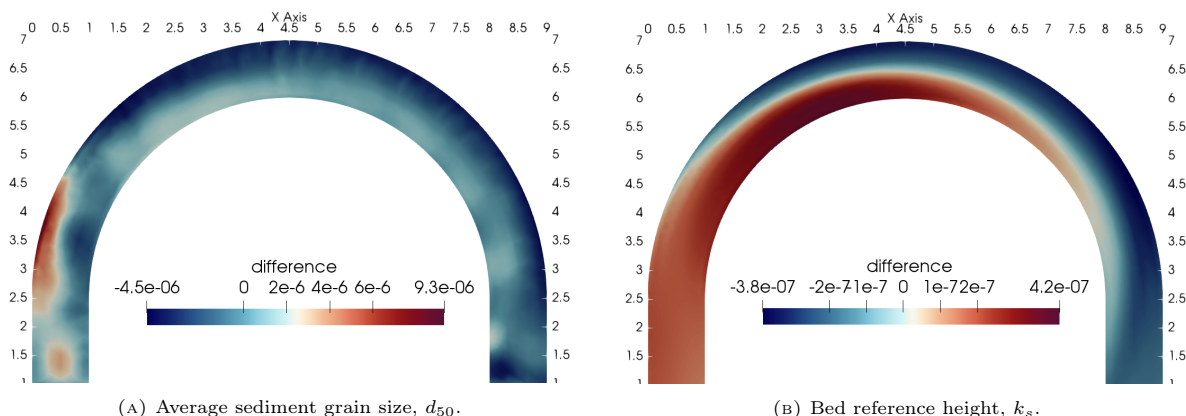 X Axis
0 0.5 1 1.5 2 2.5 3 3.5 4 4.5 5 5.5 6 6.5 7 7.5 8 8.5 9
7 7
6.5 6.5
6 6
5.5 5.5
5 5
4.5 4.5
4 4
3.5 3.5
3 3
2.5 2.5
2 2
1.5 1.5
1 1
difference
-4.5e-06 0 2e-6 4e-6 6e-6 9.3e-06
(A) Average sediment grain size, d50.
X Axis
0 0.5 1 1.5 2 2.5 3 3.5 4 4.5 5 5.5 6 6.5 7 7.5 8 8.5 9
7 7
6.5 6.5
6 6
5.5 5.5
5 5
4.5 4.5
4 4
3.5 3.5
3 3
2.5 2.5
2 2
1.5 1.5
1 1
difference
-3.8e-07 -2e-7 -1e-7 0 1e-7 2e-7 4.2e-07
(B) Bed reference height, ks.